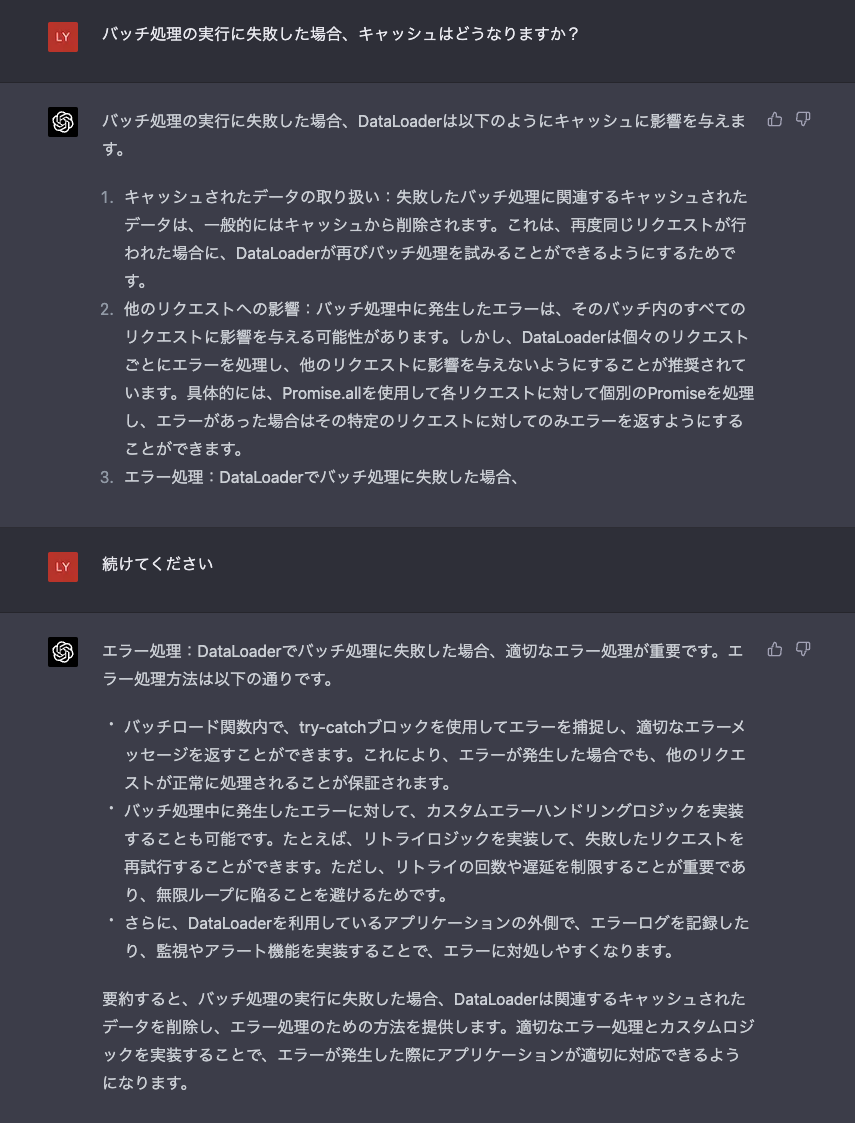 LY
バッチ処理の実行に失敗した場合、キャッシュはどうなりますか？
バッチ処理の実行に失敗した場合、DataLoaderは以下のようにキャッシュに影響を与えま
す。
1. キャッシュされたデータの取り扱い：失敗したバッチ処理に関連するキャッシュされた
データは、一般的にはキャッシュから削除されます。これは、再度同じリクエストが行
われた場合に、DataLoaderが再びバッチ処理を試みることができるようにするためで
す。
2. 他のリクエストへの影響：バッチ処理中に発生したエラーは、そのバッチ内のすべての
リクエストに影響を与える可能性があります。しかし、DataLoaderは個々のリクエスト
ごとにエラーを処理し、他のリクエストに影響を与えないようにすることが推奨されて
います。具体的には、Promise.allを使用して各リクエストに対して個別のPromiseを処理
し、エラーがあった場合はその特定のリクエストに対してのみエラーを返すようにする
ことができます。
3. エラー処理：DataLoaderでバッチ処理に失敗した場合、
LY
続けてください
エラー処理：DataLoaderでバッチ処理に失敗した場合、適切なエラー処理が重要です。エ
ラー処理方法は以下の通りです。
・ バッチロード関数内で、try-catchブロックを使用してエラーを捕捉し、適切なエラーメ
ッセージを返すことができます。これにより、エラーが発生した場合でも、他のリクエ
ストが正常に処理されることが保証されます。
・ バッチ処理中に発生したエラーに対して、カスタムエラーハンドリングロジックを実装
することも可能です。たとえば、リトライロジックを実装して、失敗したリクエストを
再試行することができます。ただし、リトライの回数や遅延を制限することが重要であ
り、無限ループに陥ることを避けるためです。
・ さらに、DataLoaderを利用しているアプリケーションの外側で、エラーログを記録した
り、監視やアラート機能を実装することで、エラーに対処しやすくなります。
要約すると、バッチ処理の実行に失敗した場合、DataLoaderは関連するキャッシュされた
データを削除し、エラー処理のための方法を提供します。適切なエラー処理とカスタムロジ
ックを実装することで、エラーが発生した際にアプリケーションが適切に対応できるよう
になります。